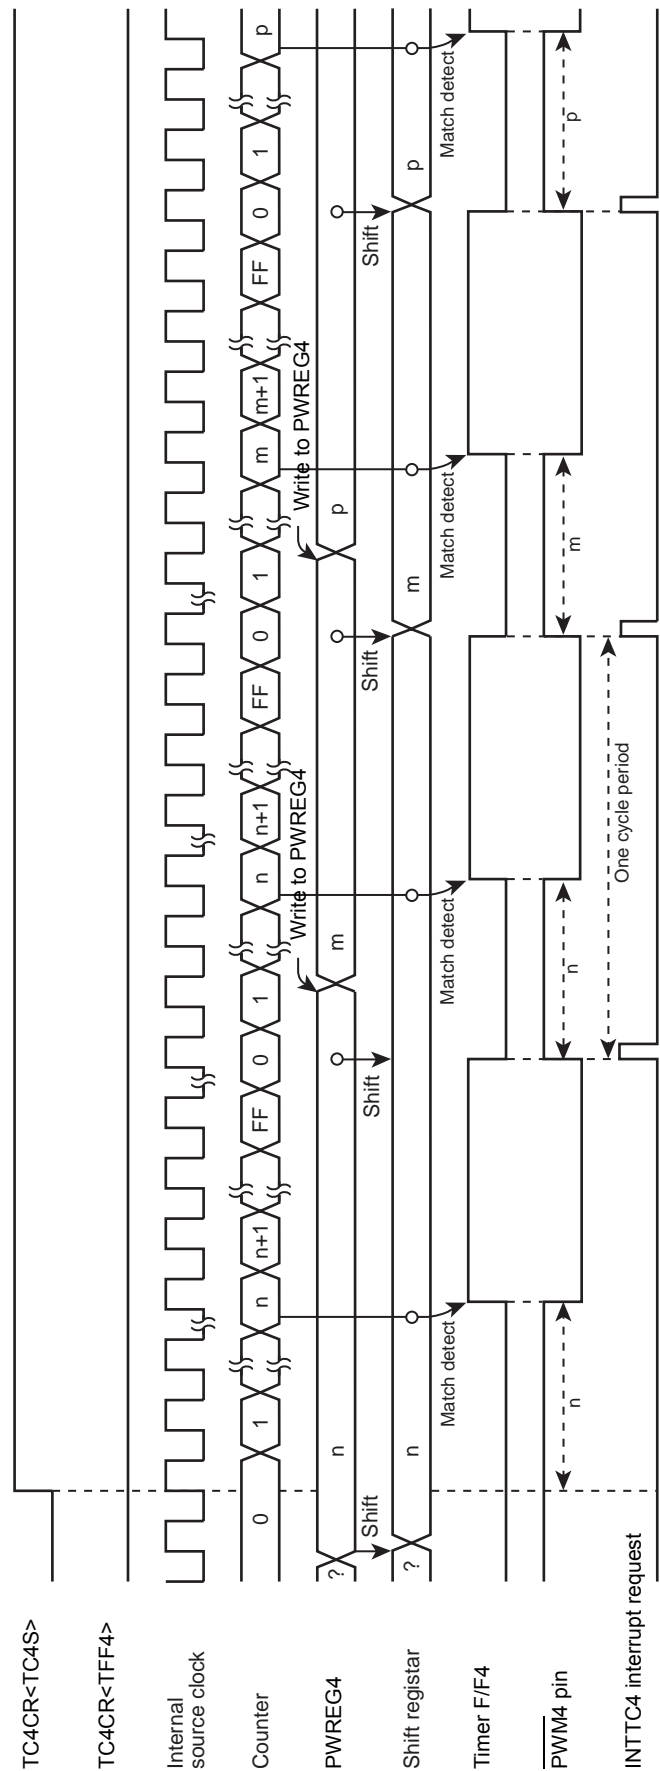 TC4CR<TC4S>
TC4CR<TFF4>
Internal
source clock
Counter 0 1 n n+1 FF 0 1 n n+1 FF 0 1 m m+1 FF 0 1 p
Write to PWREG4 Write to PWREG4
PWREG4 ? n m p
Shift Shift Shift Shift
Shift registar ? n m p
Match detect Match detect Match detect Match detect
Timer F/F4
PWM4 pin n n m p
One cycle period
INTTC4 interrupt request